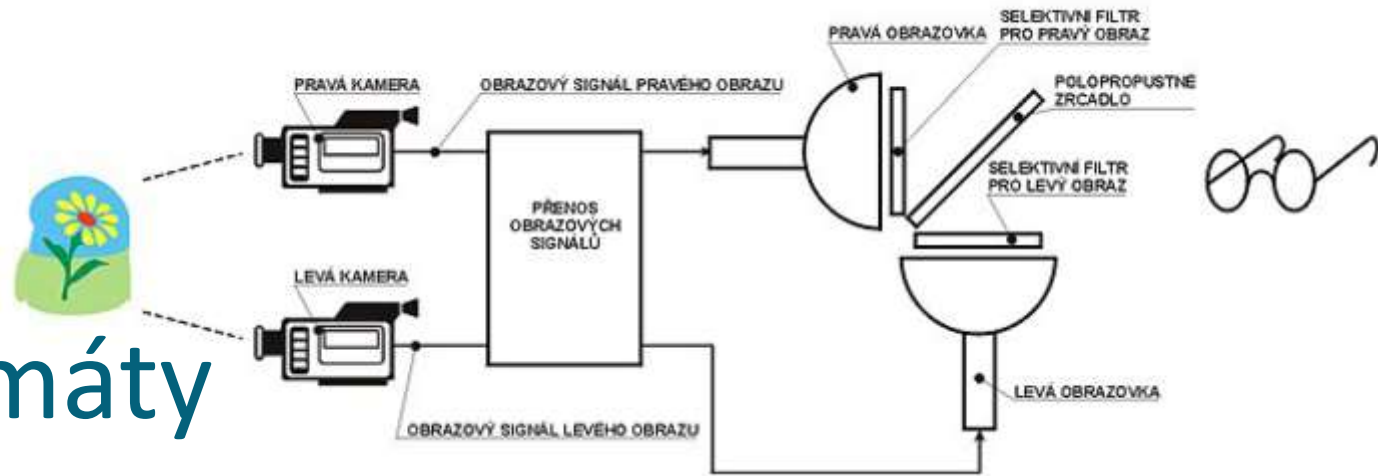 SELEKTIVNÍ FILTR
PRO PRAVÝ OBRAZ
PRAVÁ OBRAZOVKA
PRAVÁ KAMERA
OBRAZOVÝ SIGNÁL PRAVÉHO OBRAZU
POLOPROPUSTNÉ
ZRCADLO
SELEKTIVNÍ FILTR
PRO LEVÝ OBRAZ
PŘENOS
OBRAZOVÝCH
SIGNÁLŮ
LEVÁ KAMERA
máty
LEVÁ OBRAZOVKA
OBRAZOVÝ SIGNÁL LEVÉHO OBRAZU